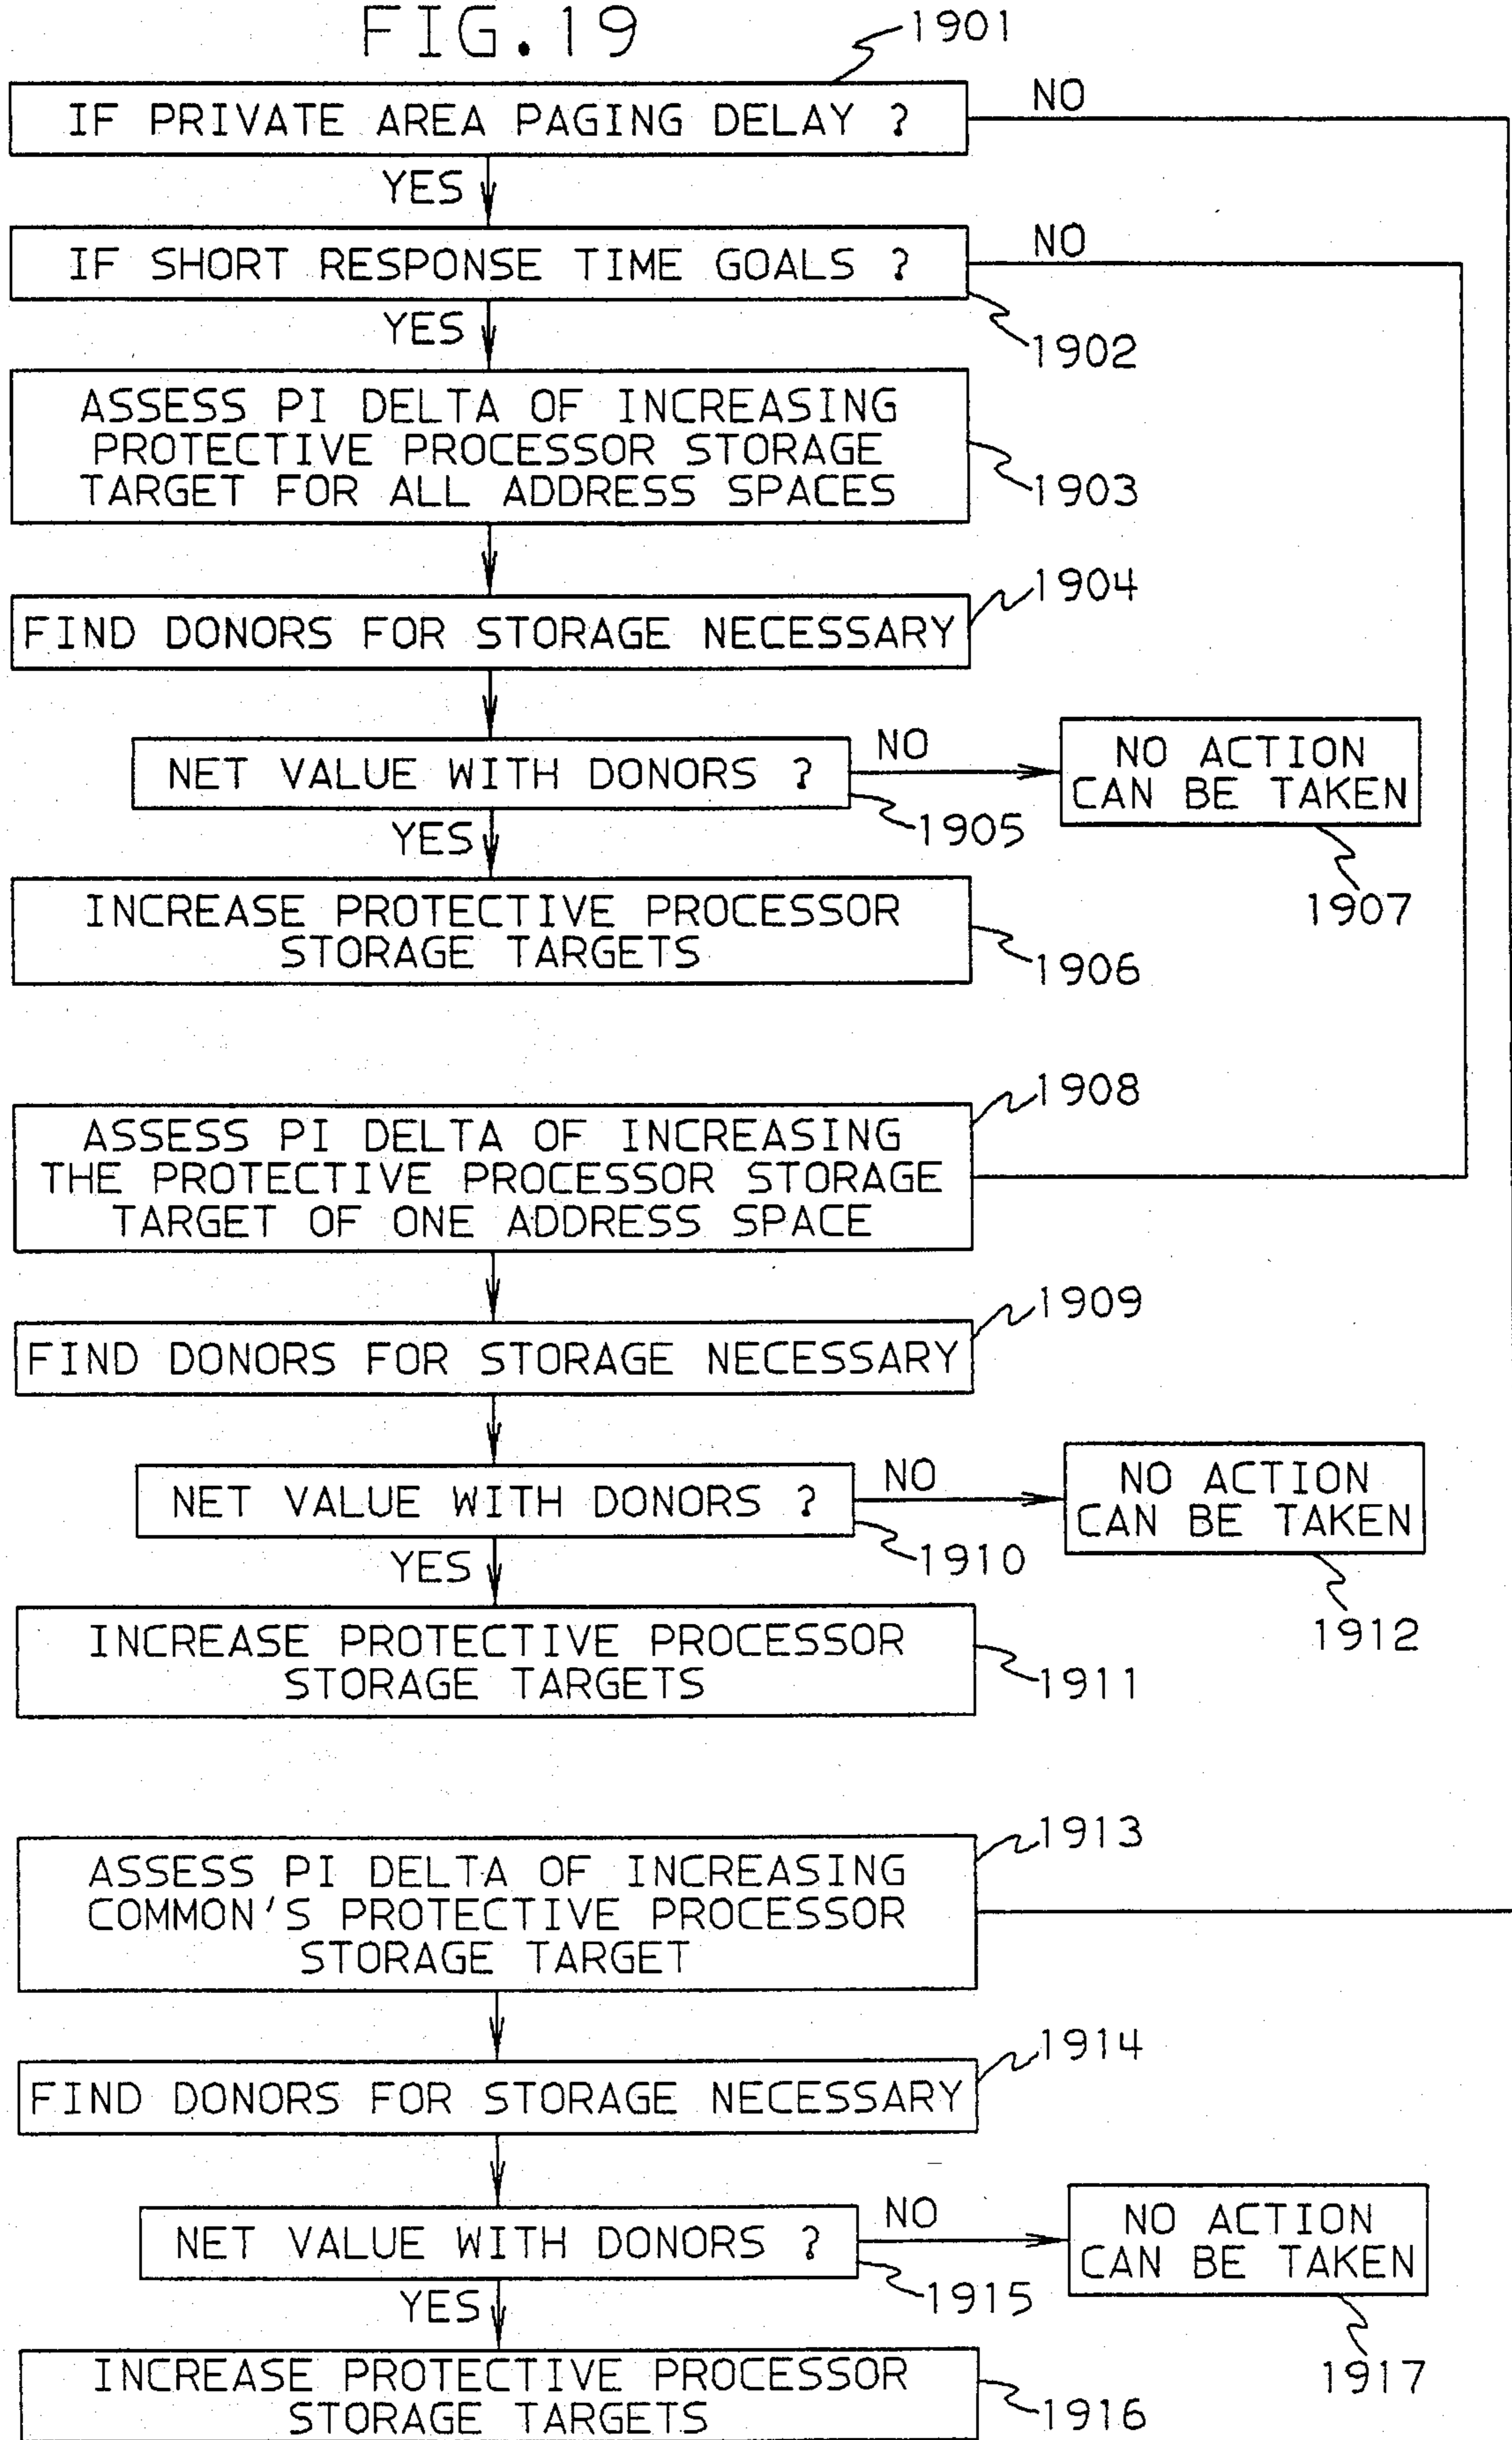 FIG.19
1901
IF PRIVATE AREA PAGING DELAY ?
NO
YES
IF SHORT RESPONSE TIME GOALS ?
NO
1902
YES
ASSESS PI DELTA OF INCREASING
PROTECTIVE PROCESSOR STORAGE
TARGET FOR ALL ADDRESS SPACES
1903
1904
FIND DONORS FOR STORAGE NECESSARY
NET VALUE WITH DONORS ?
NO
NO ACTION
CAN BE TAKEN
1905
YES
1907
INCREASE PROTECTIVE PROCESSOR
STORAGE TARGETS
1906
1908
ASSESS PI DELTA OF INCREASING
THE PROTECTIVE PROCESSOR STORAGE
TARGET OF ONE ADDRESS SPACE
1909
FIND DONORS FOR STORAGE NECESSARY
NET VALUE WITH DONORS ?
NO
NO ACTION
CAN BE TAKEN
1910
YES
1912
INCREASE PROTECTIVE PROCESSOR
STORAGE TARGETS
1911
1913
ASSESS PI DELTA OF INCREASING
COMMON'S PROTECTIVE PROCESSOR
STORAGE TARGET
1914
FIND DONORS FOR STORAGE NECESSARY
NET VALUE WITH DONORS ?
NO
NO ACTION
CAN BE TAKEN
1915
YES
1917
INCREASE PROTECTIVE PROCESSOR
STORAGE TARGETS
1916